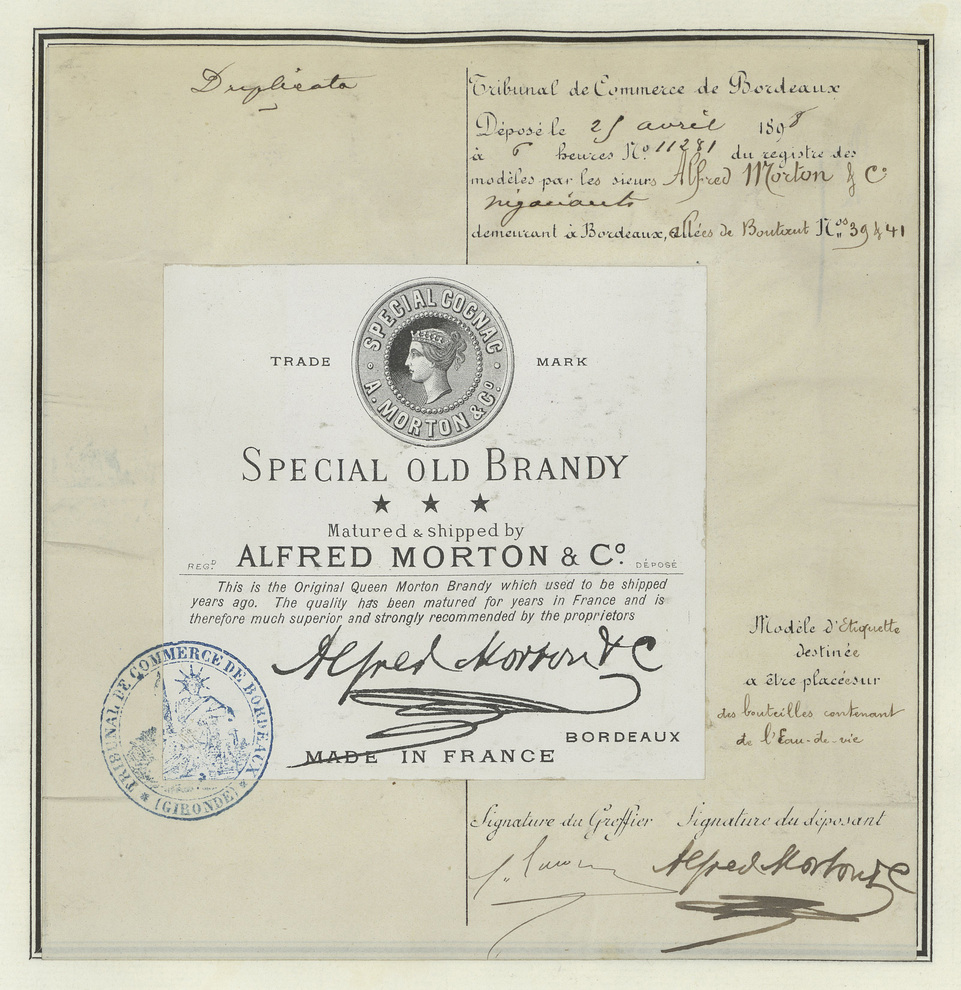 Duplicata
Tribunal de Commerce de Bordeaux
Déposé le 25 avril 1898
à 6 heures N.º 11281 du registre des
modèles par les sieurs Alfred Morton & Cº
négociants
demeurant à Bordeaux, allées de Boutaut Nos 39 & 41
SPECIAL COGNAC
A. MORTON & Cº
TRADE MARK
SPECIAL OLD BRANDY
★ ★ ★
Matured & shipped by
REGD ALFRED MORTON & Cº. DÉPOSÉ
This is the Original Queen Morton Brandy which used to be shipped
years ago. The quality has been matured for years in France and is
therefore much superior and strongly recommended by the proprietors
Alfred Morton & C
BORDEAUX
MADE IN FRANCE
TRIBUNAL DE COMMERCE DE BORDEAUX
(GIRONDE)
Modèle d'Etiquette
destinée
a être placée sur
des bouteilles contenant
de l'Eau-de-vie
Signature du Greffier Signature du déposant
Alfred Morton & C